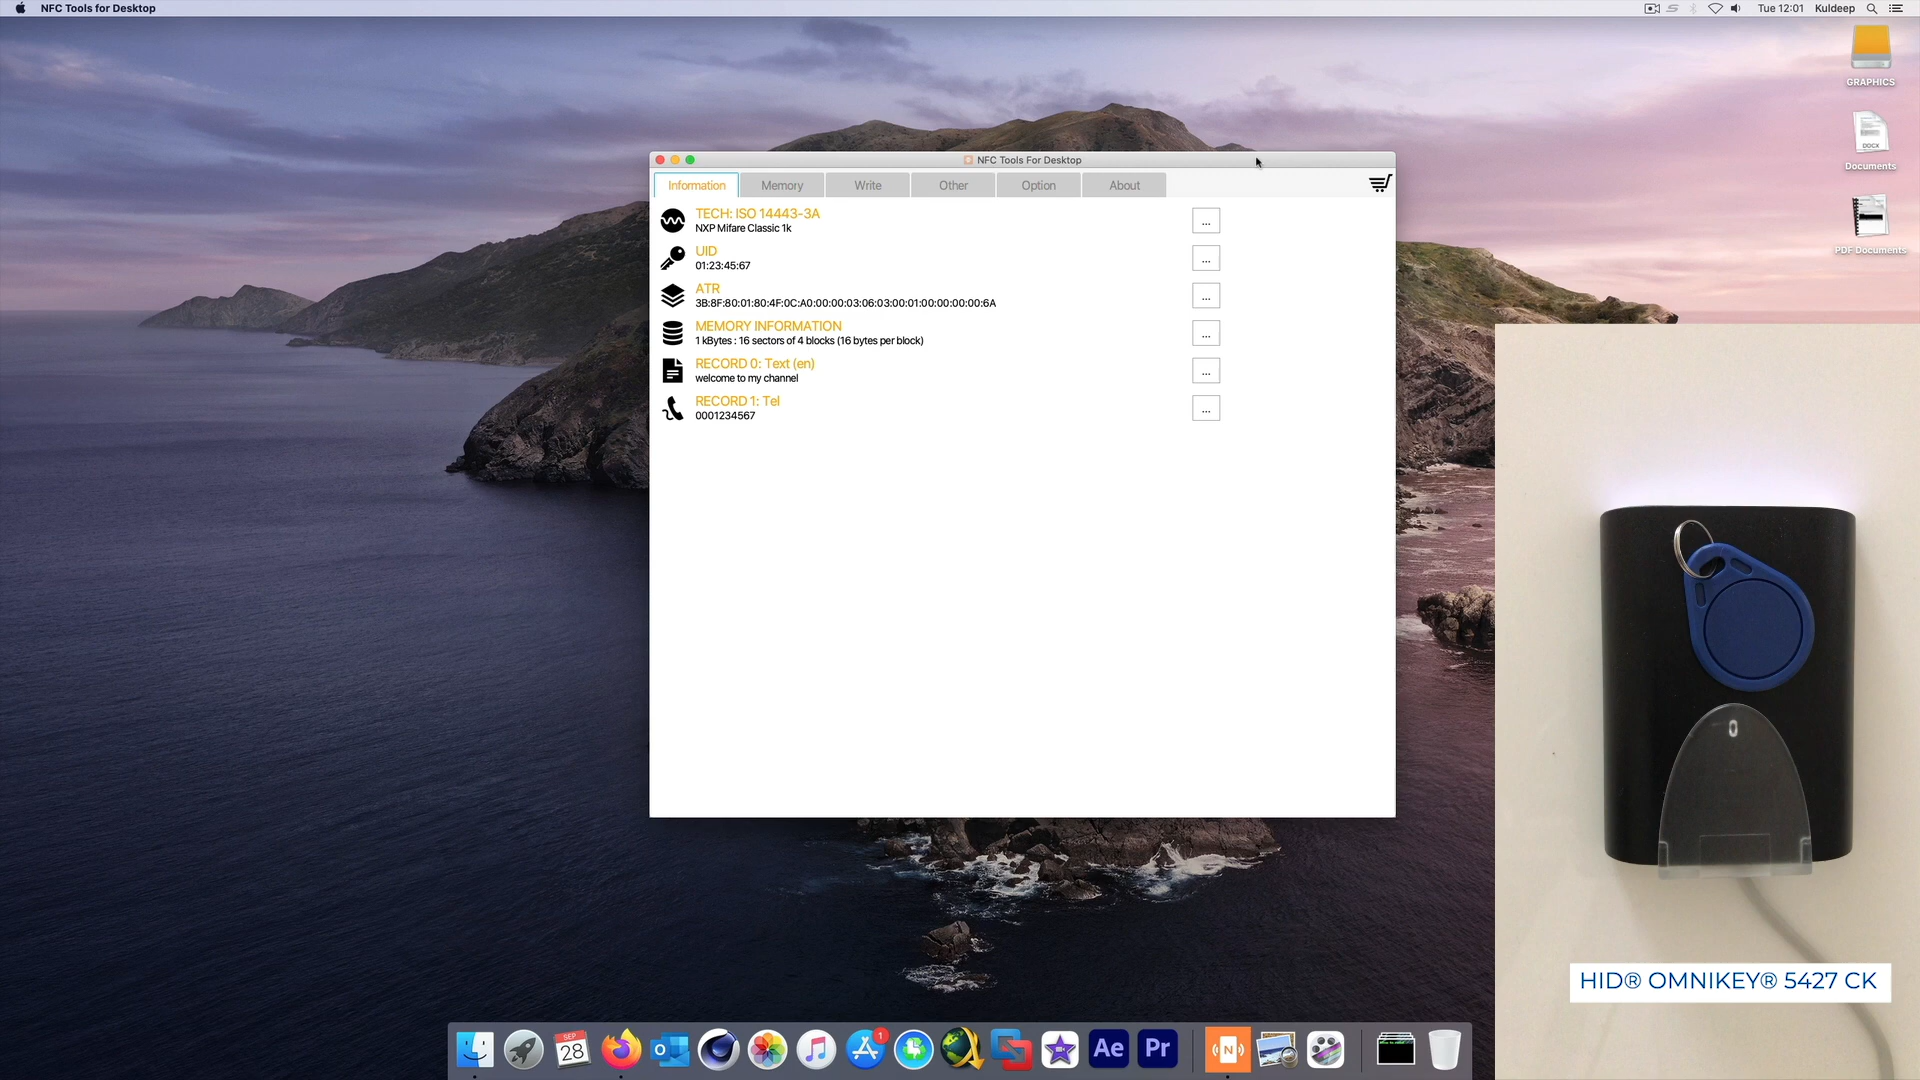 NFC Tools for Desktop
Tue 12:01 Kuldeep
GRAPHICS
DOCX
Documents
PDF Documents
NFC Tools For Desktop
Information Memory Write Other Option About
TECH: ISO 14443-3A
NXP Mifare Classic 1k
...
UID
01:23:45:67
...
ATR
3B:8F:80:01:80:4F:0C:A0:00:00:03:06:03:00:01:00:00:00:00:6A
...
MEMORY INFORMATION
1 kBytes : 16 sectors of 4 blocks (16 bytes per block)
...
RECORD 0: Text (en)
welcome to my channel
...
RECORD 1: Tel
0001234567
...
HID® OMNIKEY® 5427 CK
SEP
28
1
Ae
Pr
N